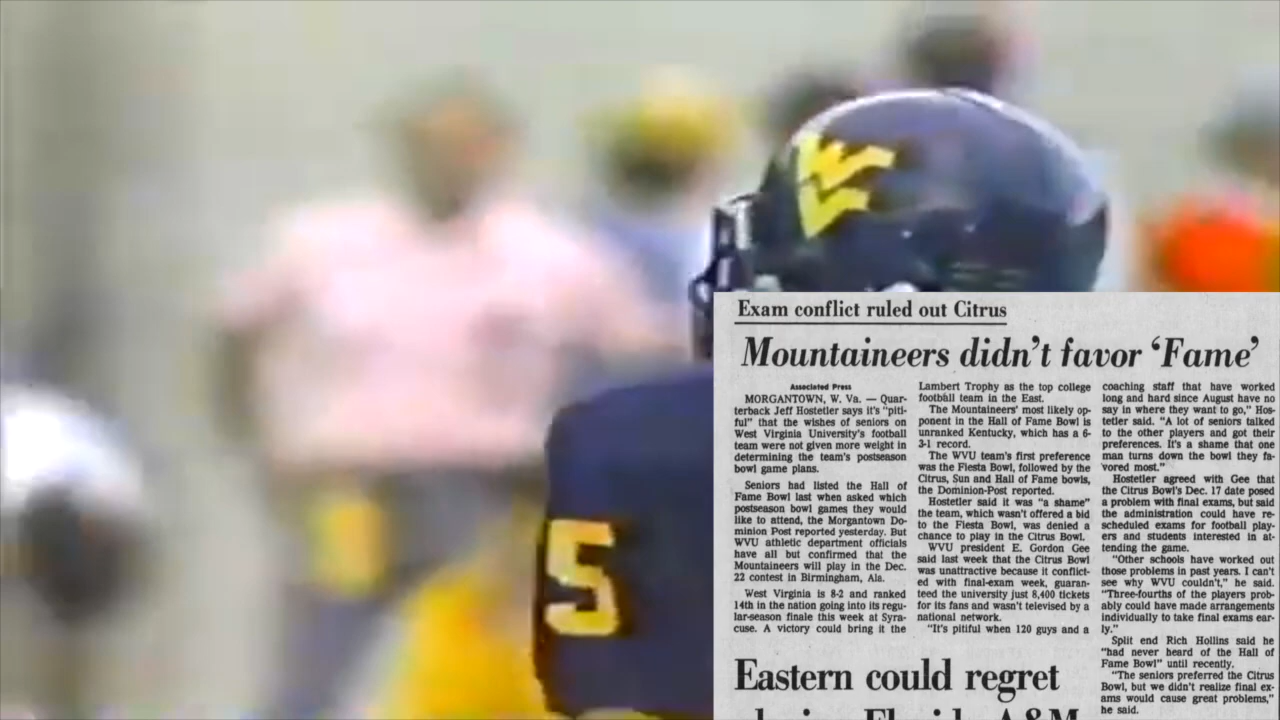 WV
5
Exam conflict ruled out Citrus
Mountaineers didn't favor 'Fame'
Associated Press
MORGANTOWN, W. Va. — Quar-
terback Jeff Hostetler says it's "piti-
ful" that the wishes of seniors on
West Virginia University's football
team were not given more weight in
determining the team's postseason
bowl game plans.
Seniors had listed the Hall of
Fame Bowl last when asked which
postseason bowl games they would
like to attend, the Morgantown Do-
minion Post reported yesterday. But
WVU athletic department officials
have all but confirmed that the
Mountaineers will play in the Dec.
22 contest in Birmingham, Ala.
West Virginia is 8-2 and ranked
14th in the nation going into its regu-
lar-season finale this week at Syra-
cuse. A victory could bring it the
Lambert Trophy as the top college
football team in the East.
The Mountaineers' most likely op-
ponent in the Hall of Fame Bowl is
unranked Kentucky, which has a 6-
3-1 record.
The WVU team's first preference
was the Fiesta Bowl, followed by the
Citrus, Sun and Hall of Fame bowls,
the Dominion-Post reported.
Hostetler said it was "a shame"
the team, which wasn't offered a bid
to the Fiesta Bowl, was denied a
chance to play in the Citrus Bowl.
WVU president E. Gordon Gee
said last week that the Citrus Bowl
was unattractive because it conflict-
ed with final-exam week, guaran-
teed the university just 8,400 tickets
for its fans and wasn't televised by a
national network.
"It's pitiful when 120 guys and a
coaching staff that have worked
long and hard since August have no
say in where they want to go," Hos-
tetler said. "A lot of seniors talked
to the other players and got their
preferences. It's a shame that one
man turns down the bowl they fa-
vored most."
Hostetler agreed with Gee that
the Citrus Bowl's Dec. 17 date posed
a problem with final exams, but said
the administration could have re-
scheduled exams for football play-
ers and students interested in at-
tending the game.
"Other schools have worked out
those problems in past years. I can't
see why WVU couldn't," he said.
"Three-fourths of the players prob-
ably could have made arrangements
individually to take final exams ear-
ly."
Split end Rich Hollins said he
"had never heard of the Hall of
Fame Bowl" until recently.
"The seniors preferred the Citrus
Bowl, but we didn't realize final ex-
ams would cause great problems,"
he said.
Eastern could regret
playing Florida A&M